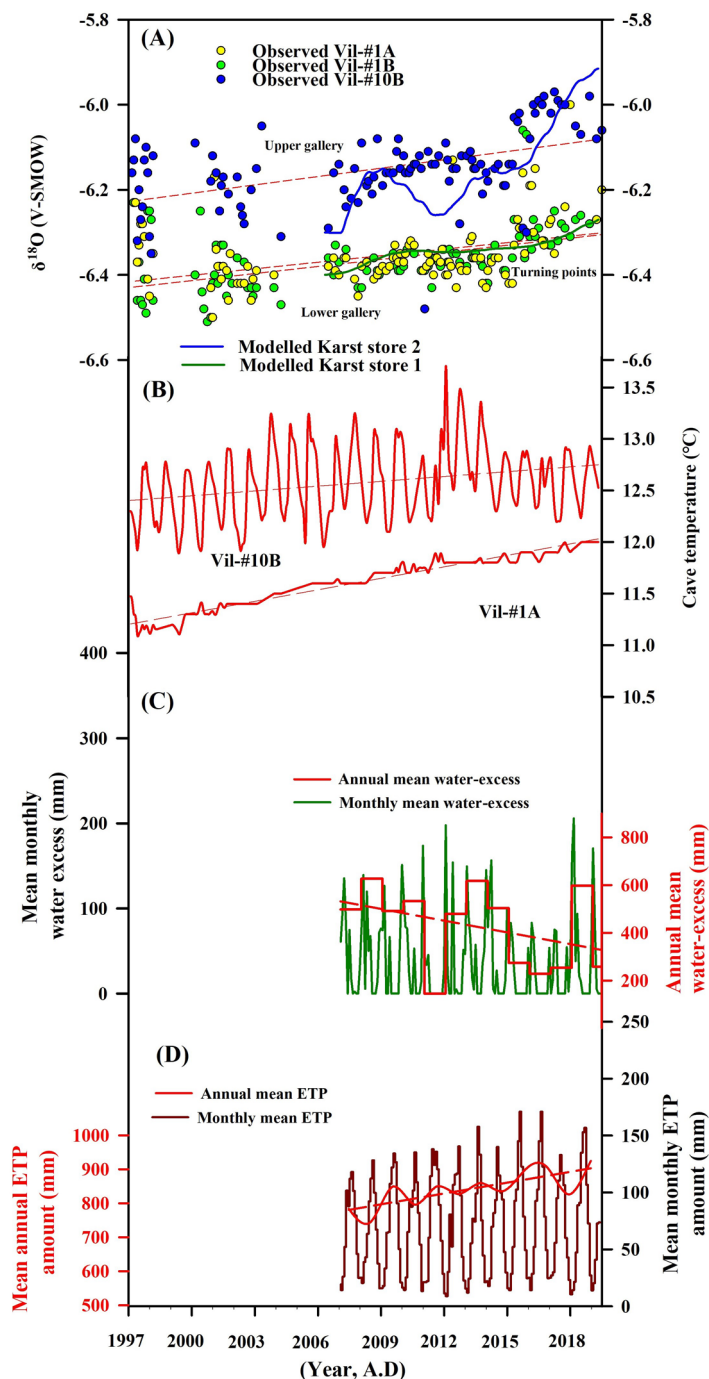 (A)
Observed Vil-#1A
Observed Vil-#1B
Observed Vil-#10B
Upper gallery
Turning points
Lower gallery
-5.8
-6.0
-6.2
-6.4
-6.6
δ18O (V-SMOW)
-5.8
-6.0
-6.2
-6.4
-6.6
Modelled Karst store 2
Modelled Karst store 1
(B)
Vil-#10B
Vil-#1A
13.5
13.0
12.5
12.0
11.5
11.0
10.5
Cave temperature (°C)
(C)
400
300
200
100
0
Mean monthly
water excess (mm)
Annual mean water-excess
Monthly mean water-excess
800
600
400
200
Annual mean
water-excess (mm)
(D)
Annual mean ETP
Monthly mean ETP
1000
900
800
700
600
500
Mean annual ETP
amount (mm)
250
200
150
100
50
0
Mean monthly ETP
amount (mm)
1997 2000 2003 2006 2009 2012 2015 2018
(Year, A.D)